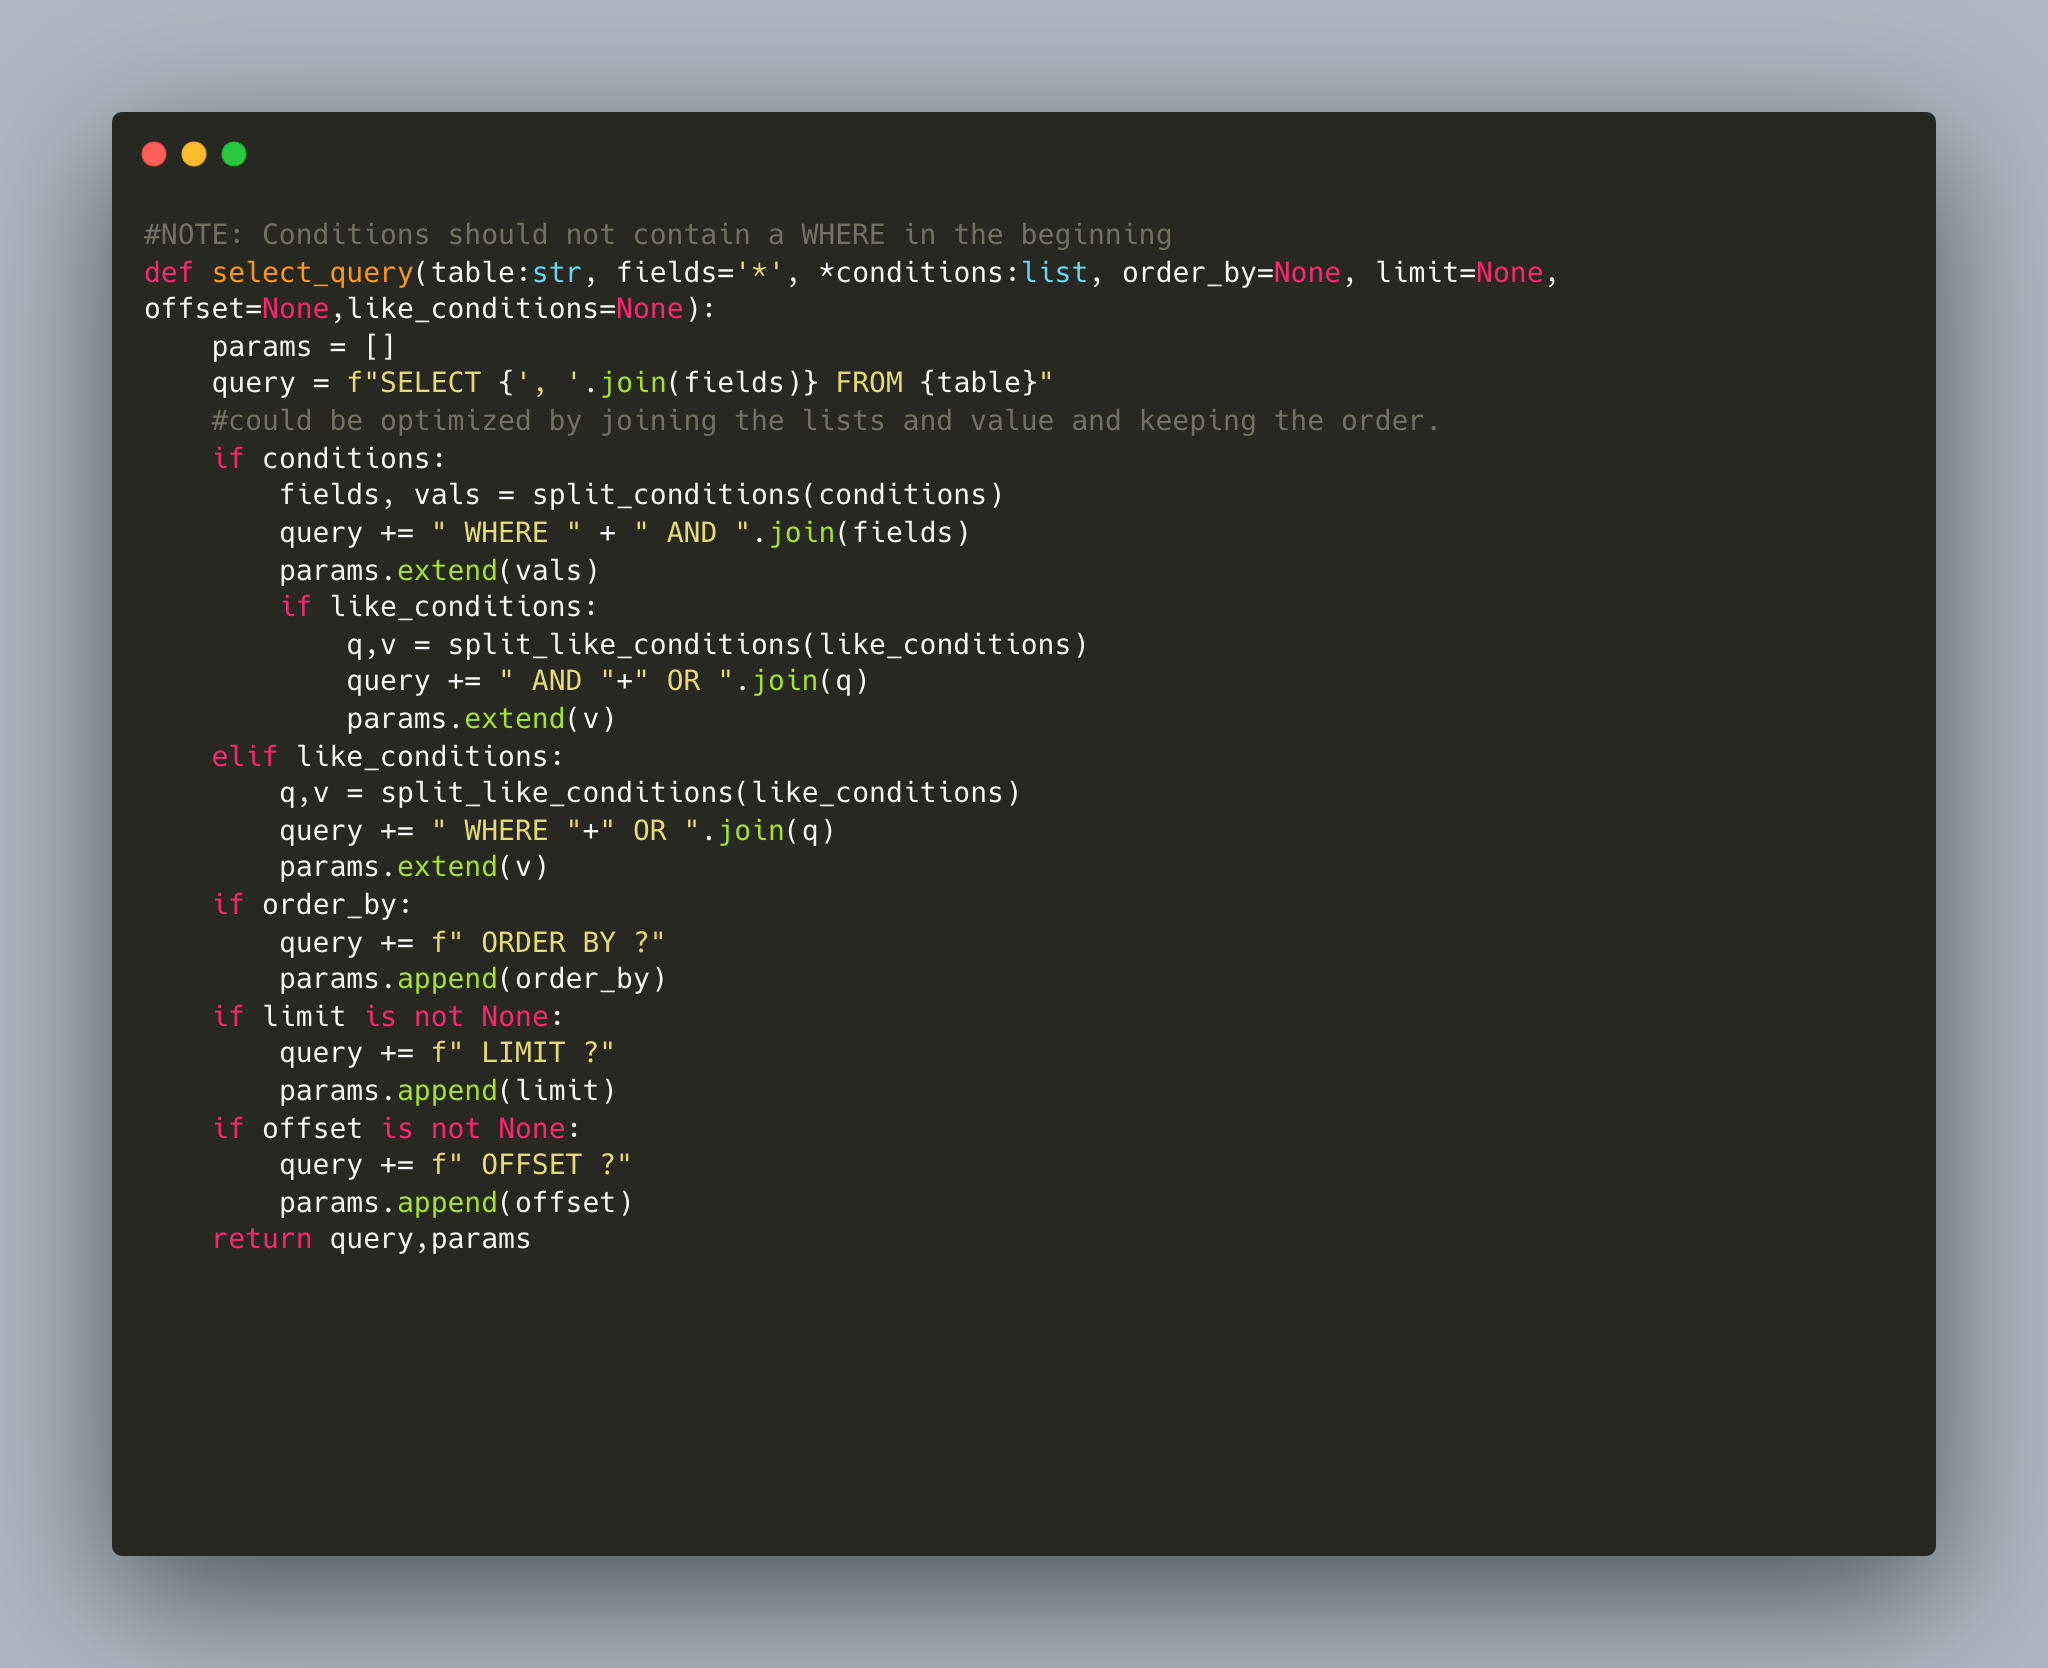 #NOTE: Conditions should not contain a WHERE in the beginning
def select_query(table:str, fields='*', *conditions:list, order_by=None, limit=None,
offset=None,like_conditions=None):
    params = []
    query = f"SELECT {', '.join(fields)} FROM {table}"
    #could be optimized by joining the lists and value and keeping the order.
    if conditions:
        fields, vals = split_conditions(conditions)
        query += " WHERE " + " AND ".join(fields)
        params.extend(vals)
        if like_conditions:
            q,v = split_like_conditions(like_conditions)
            query += " AND "+" OR ".join(q)
            params.extend(v)
    elif like_conditions:
        q,v = split_like_conditions(like_conditions)
        query += " WHERE "+" OR ".join(q)
        params.extend(v)
    if order_by:
        query += f" ORDER BY ?"
        params.append(order_by)
    if limit is not None:
        query += f" LIMIT ?"
        params.append(limit)
    if offset is not None:
        query += f" OFFSET ?"
        params.append(offset)
    return query,params